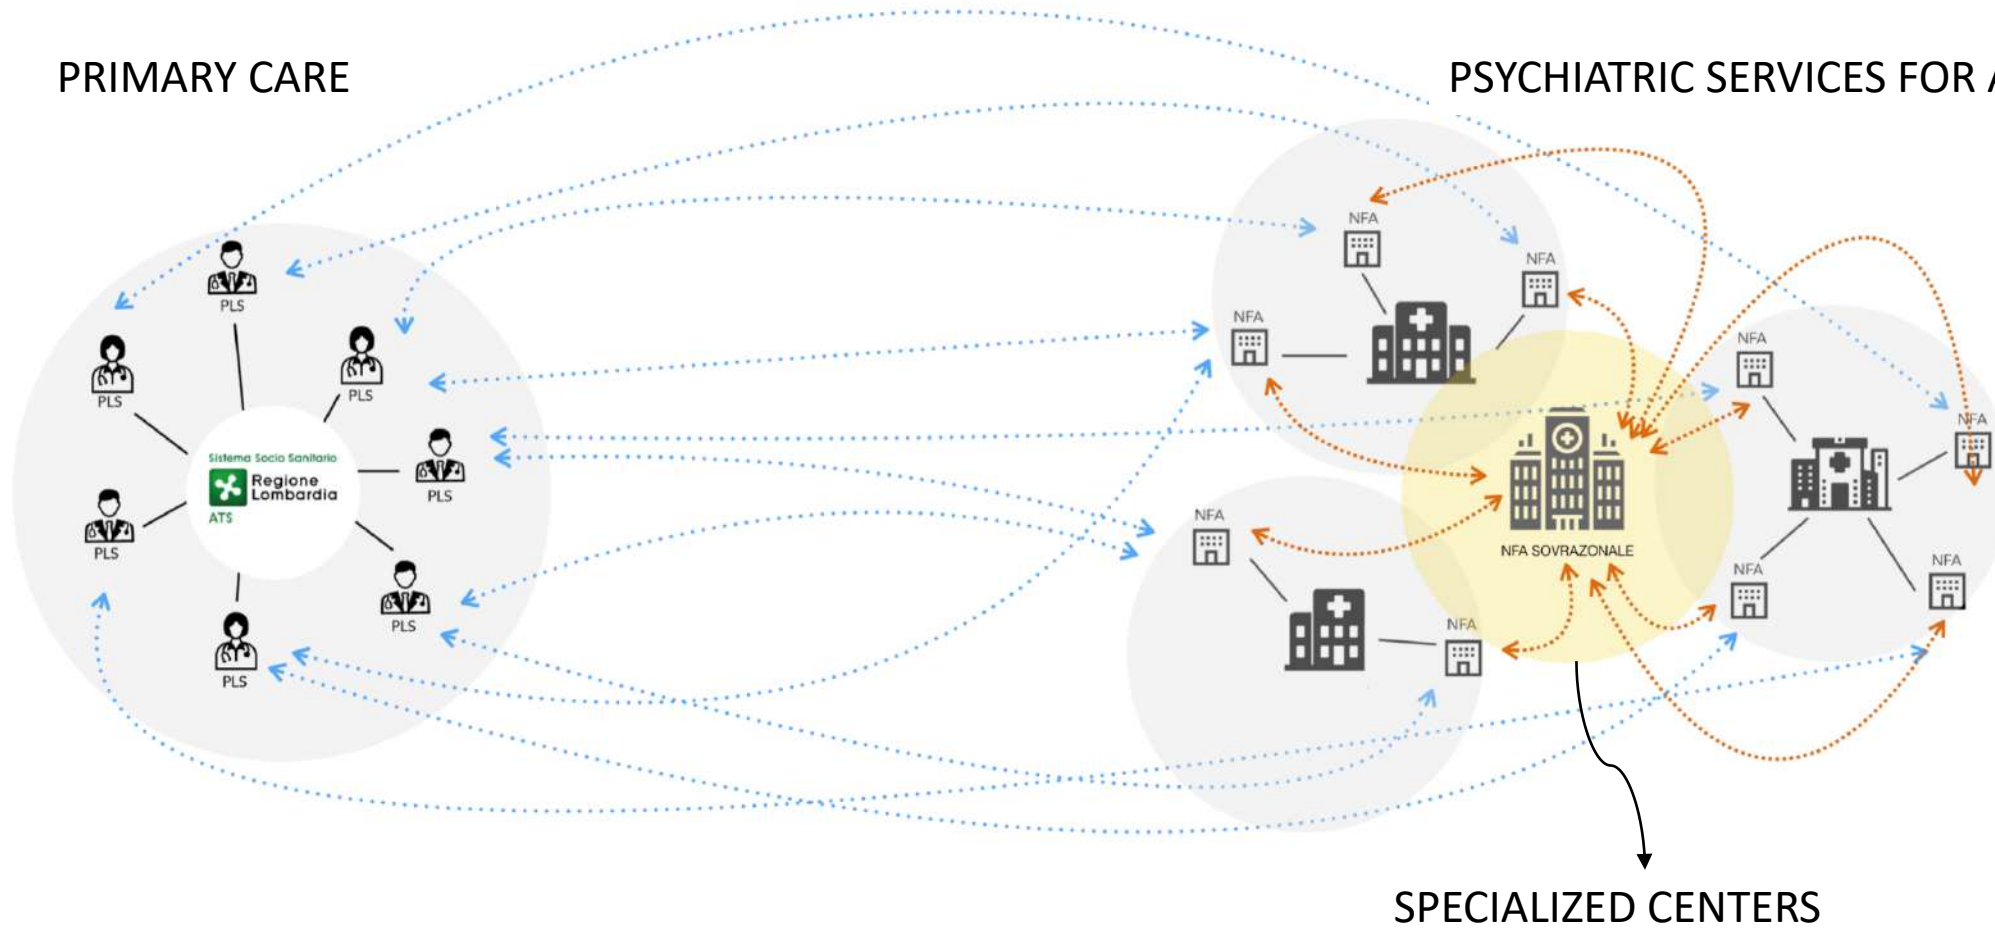 PRIMARY CARE
PSYCHIATRIC SERVICES FOR
NFA
NFA
NFA
NFA
NFA
NFA
NFA
NFA
NFA
PLS
PLS
PLS
PLS
PLS
PLS
PLS
Sistema Socio Sanitario
Regione
Lombardia
ATS
NFA SOVRAZONALE
SPECIALIZED CENTERS